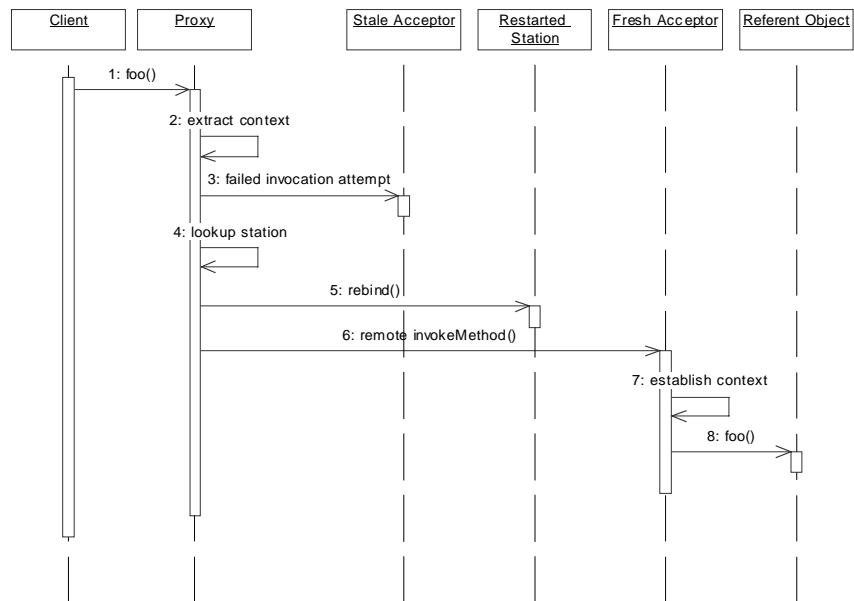 Client
Proxy
Stale Acceptor
Restarted
Station
Fresh Acceptor
Referent Object
1: foo()
2: extract context
3: failed invocation attempt
4: lookup station
5: rebind()
6: remote invokeMethod()
7: establish context
8: foo()